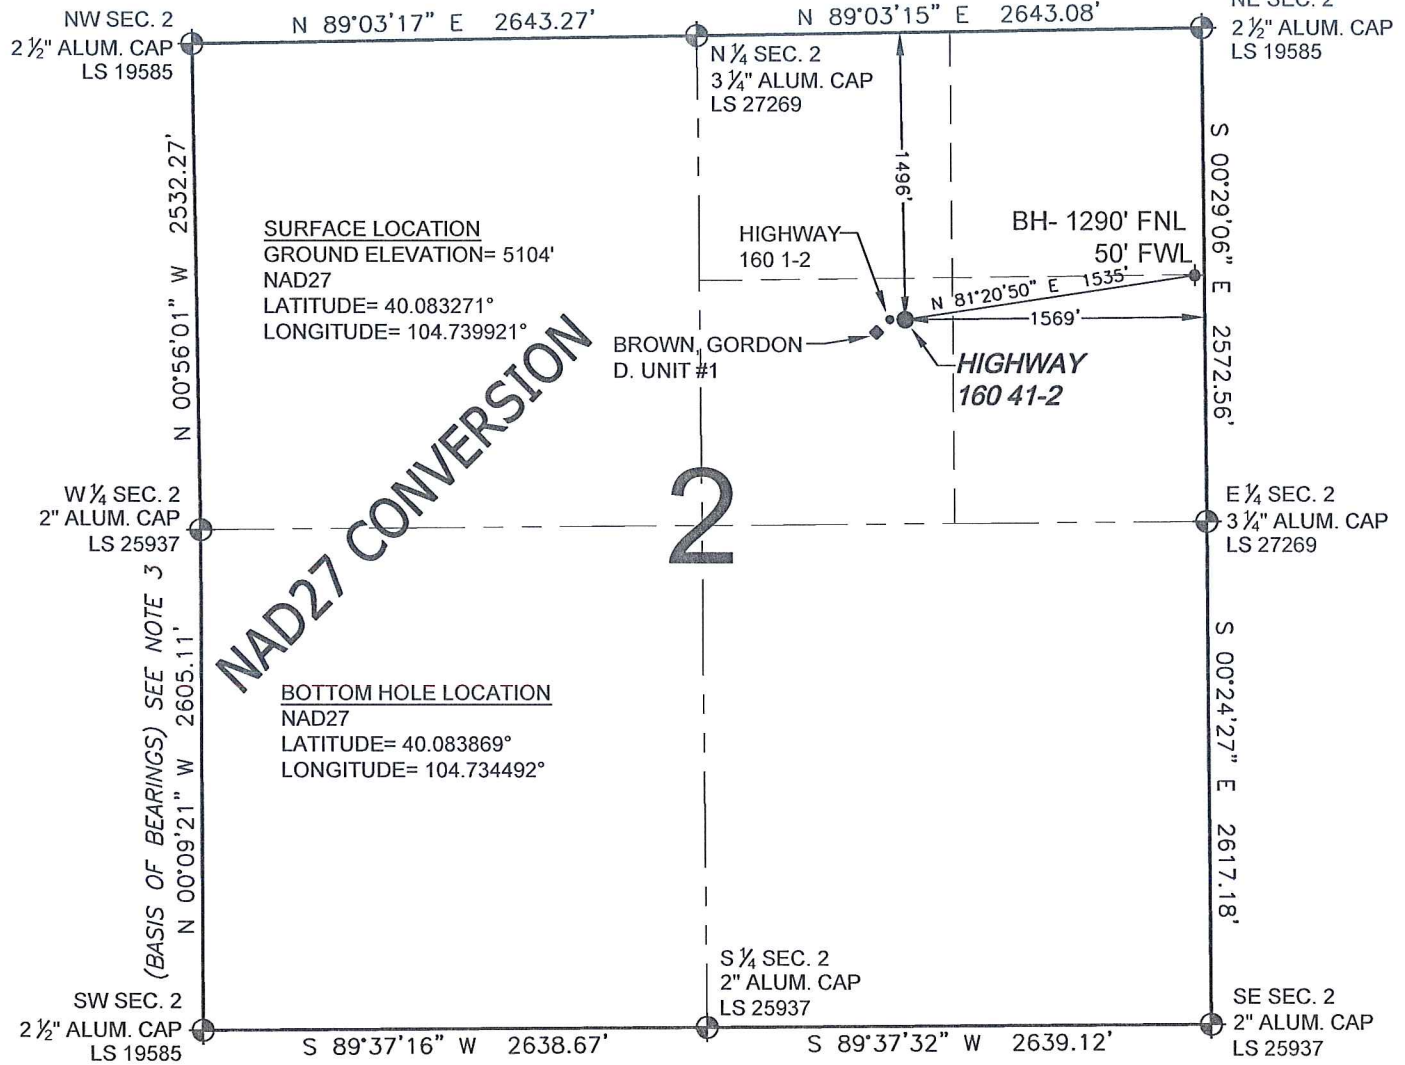 N 89°03'17" E 2643.27'
N 89°03'15" E 2643.08'
NW SEC. 2
2 ½" ALUM. CAP
LS 19585
N ¼ SEC. 2
3 ¼" ALUM. CAP
LS 27269
NE SEC. 2
2 ½" ALUM. CAP
LS 19585
N 00°56'01" W 2532.27'
S 00°29'06" E 2572.56'
1496'
SURFACE LOCATION
GROUND ELEVATION= 5104'
NAD27
LATITUDE= 40.083271°
LONGITUDE= 104.739921°
HIGHWAY
160 1-2
BH- 1290' FNL
50' FWL
N 81°20'50" E 1535'
1569'
BROWN, GORDON
D. UNIT #1
HIGHWAY
160 41-2
NAD27 CONVERSION
2
W ¼ SEC. 2
2" ALUM. CAP
LS 25937
E ¼ SEC. 2
3 ¼" ALUM. CAP
LS 27269
(BASIS OF BEARINGS) SEE NOTE 3
N 00°09'21" W 2605.11'
S 00°24'27" E 2617.18'
BOTTOM HOLE LOCATION
NAD27
LATITUDE= 40.083869°
LONGITUDE= 104.734492°
SW SEC. 2
2 ½" ALUM. CAP
LS 19585
S ¼ SEC. 2
2" ALUM. CAP
LS 25937
SE SEC. 2
2" ALUM. CAP
LS 25937
S 89°37'16" W 2638.67'
S 89°37'32" W 2639.12'